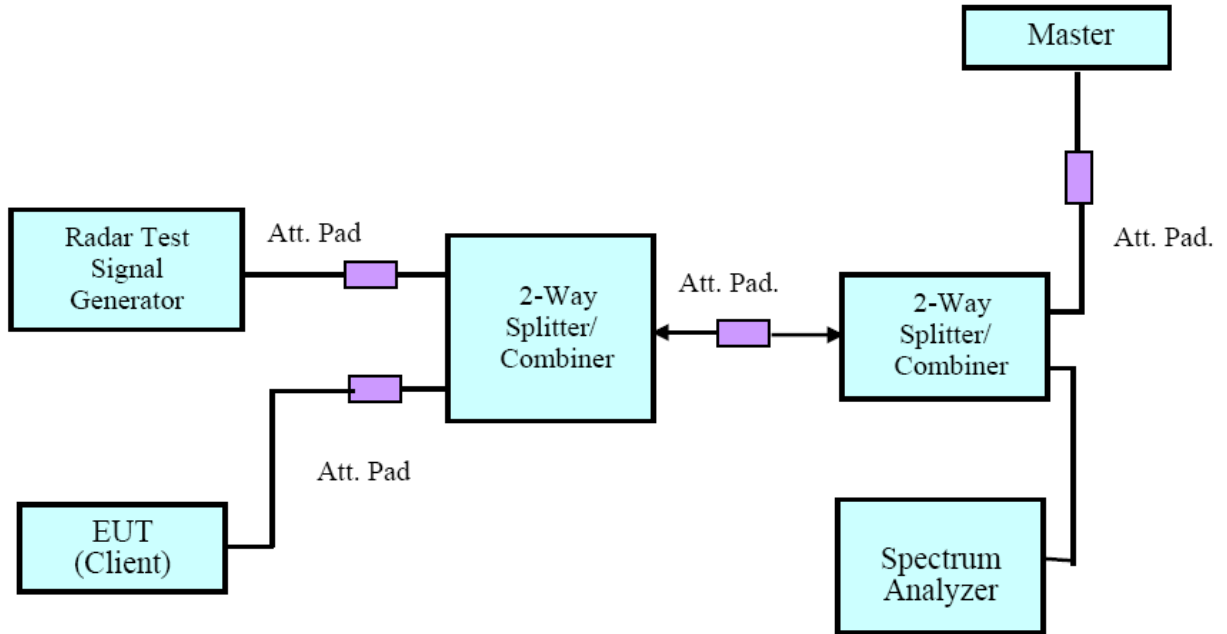 Master
Radar Test
Signal
Generator
Att. Pad
2-Way
Splitter/
Combiner
Att. Pad.
2-Way
Splitter/
Combiner
Att. Pad.
Att. Pad
EUT
(Client)
Spectrum
Analyzer